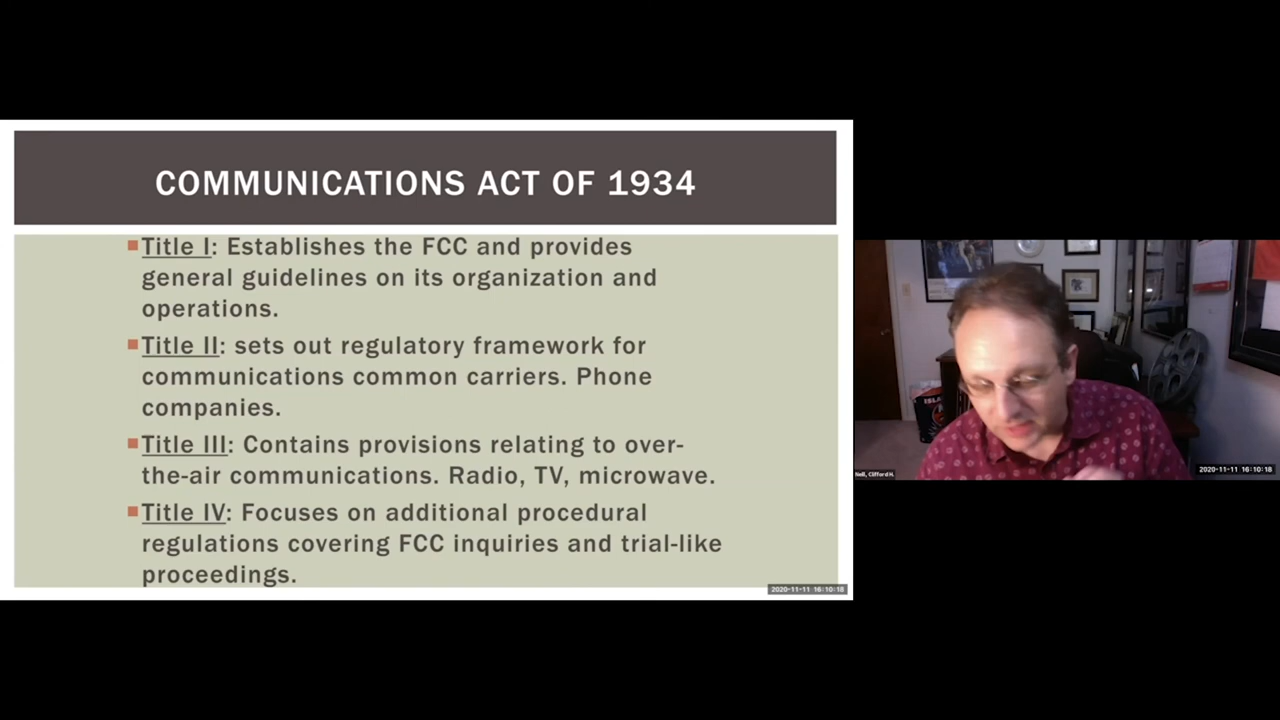 COMMUNICATIONS ACT OF 1934
■Title I: Establishes the FCC and provides
general guidelines on its organization and
operations.
■Title II: sets out regulatory framework for
communications common carriers. Phone
companies.
■Title III: Contains provisions relating to over-
the-air communications. Radio, TV, microwave.
■Title IV: Focuses on additional procedural
regulations covering FCC inquiries and trial-like
proceedings.
2020-11-11 16:10:18
Neill, Clifford H.
2020-11-11 16:10:18